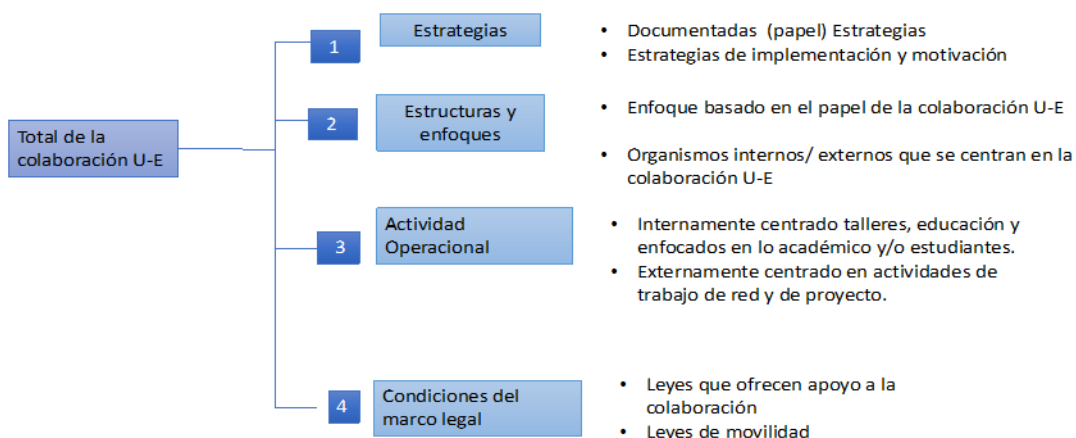 1
Estrategias
• Documentadas (papel) Estrategias
• Estrategias de implementación y motivación
2
Estructuras y
enfoques
• Enfoque basado en el papel de la colaboración U-E
• Organismos internos/ externos que se centran en la
colaboración U-E
Total de la
colaboración U-E
3
Actividad
Operacional
• Internamente centrado talleres, educación y
enfocados en lo académico y/o estudiantes.
• Externamente centrado en actividades de
trabajo de red y de proyecto.
4
Condiciones del
marco legal
• Leyes que ofrecen apoyo a la
colaboración
• Leyes de movilidad